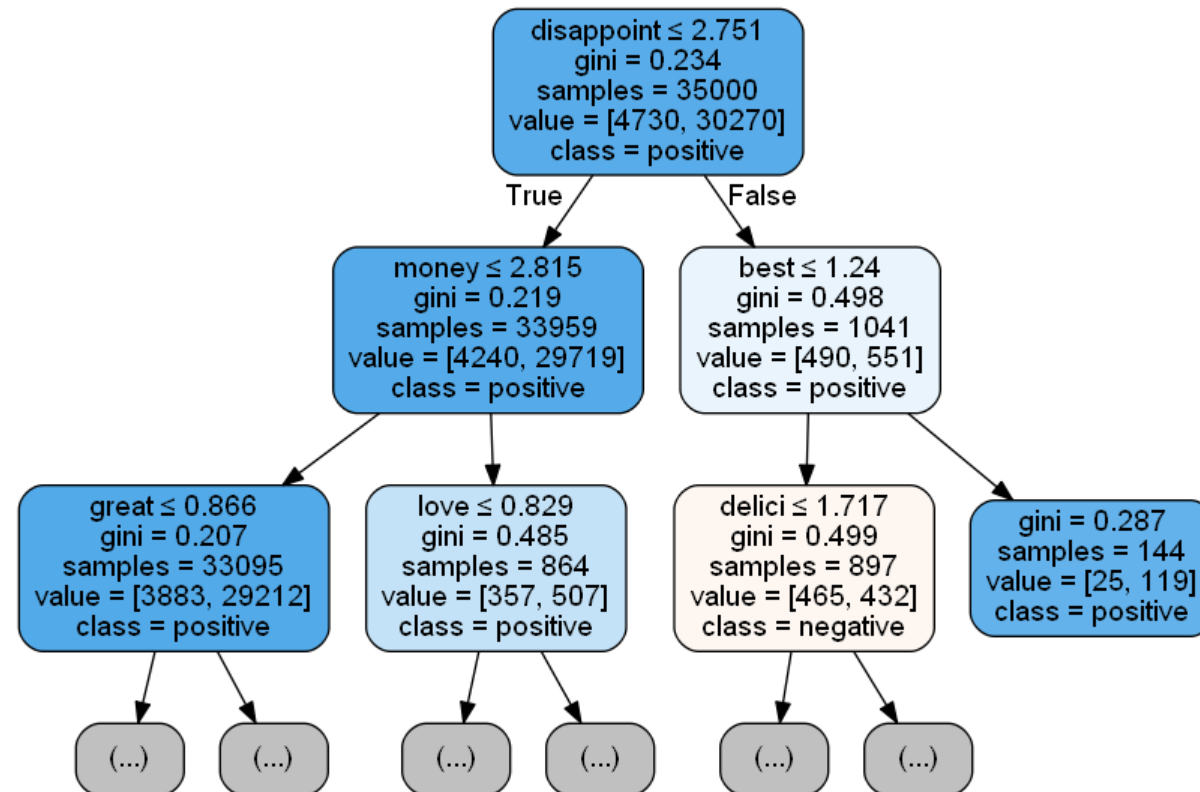 disappoint ≤ 2.751
gini = 0.234
samples = 35000
value = [4730, 30270]
class = positive
True
False
money ≤ 2.815
gini = 0.219
samples = 33959
value = [4240, 29719]
class = positive
best ≤ 1.24
gini = 0.498
samples = 1041
value = [490, 551]
class = positive
great ≤ 0.866
gini = 0.207
samples = 33095
value = [3883, 29212]
class = positive
love ≤ 0.829
gini = 0.485
samples = 864
value = [357, 507]
class = positive
delici ≤ 1.717
gini = 0.499
samples = 897
value = [465, 432]
class = negative
gini = 0.287
samples = 144
value = [25, 119]
class = positive
(...)
(...)
(...)
(...)
(...)
(...)